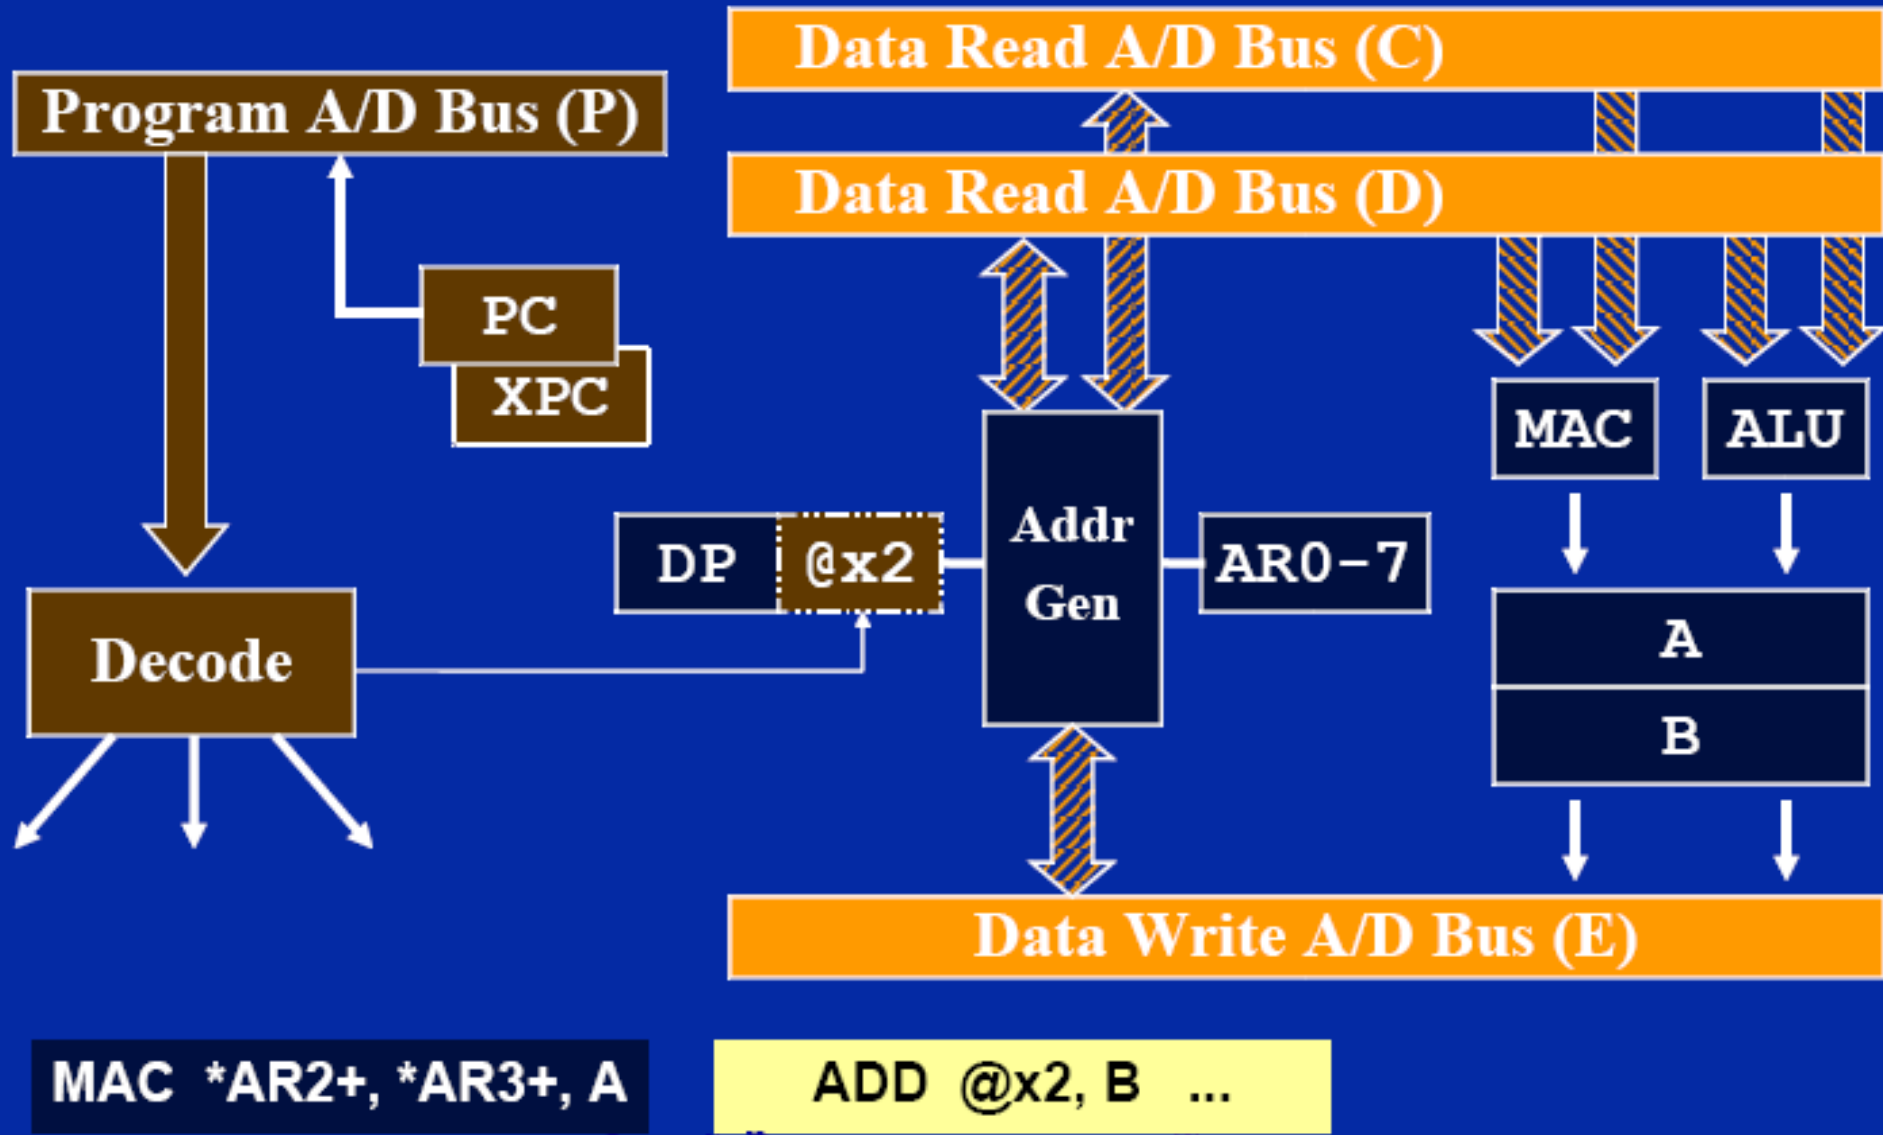 Data Read A/D Bus (C)
Program A/D Bus (P)
Data Read A/D Bus (D)
PC
XPC
MAC
ALU
DP
@x2
Addr
Gen
AR0-7
Decode
A
B
Data Write A/D Bus (E)
MAC *AR2+, *AR3+, A
ADD @x2, B ...